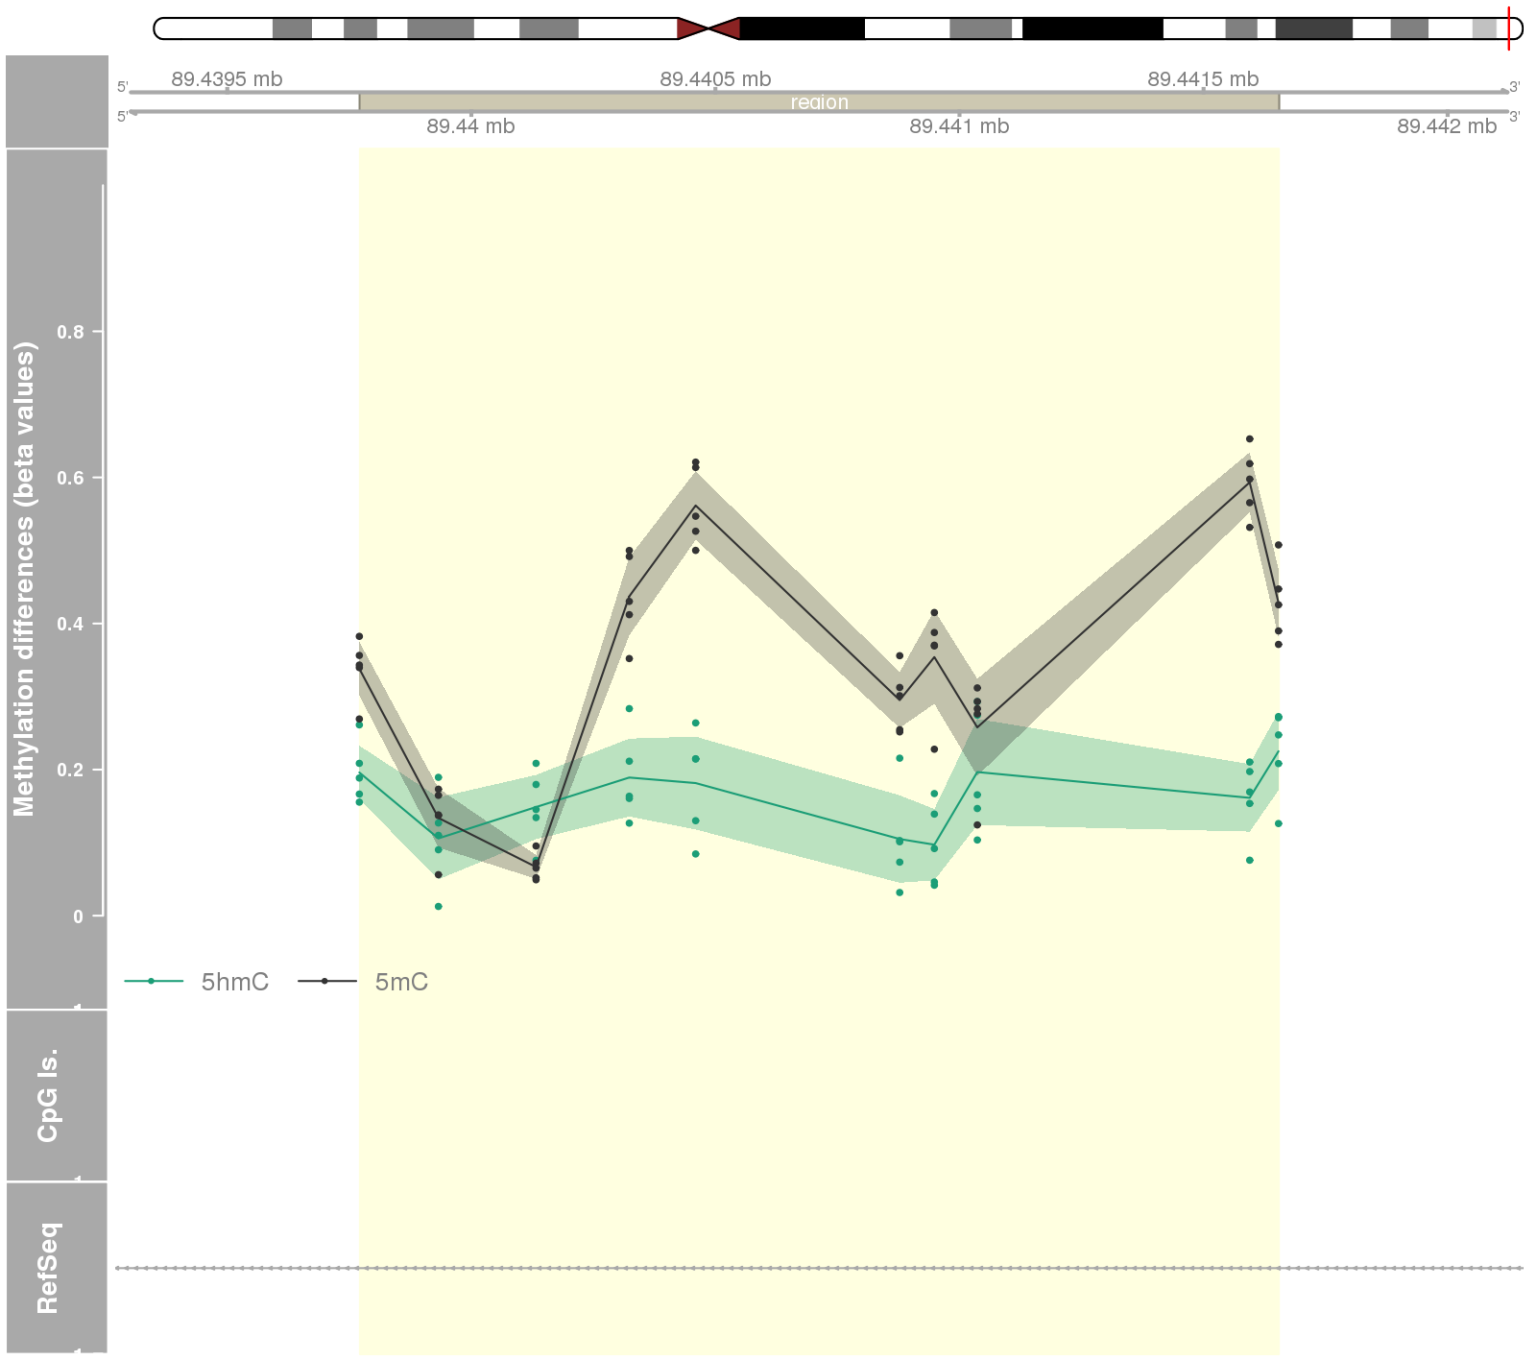 89.4395 mb
89.4405 mb
89.4415 mb
5'
3'
region
5'
3'
89.44 mb
89.441 mb
89.442 mb
Methylation differences (beta values)
0.8
0.6
0.4
0.2
0
5hmC
5mC
CpG Is.
RefSeq